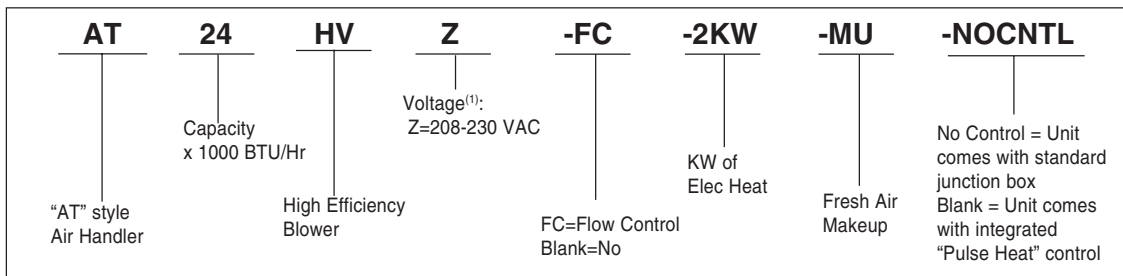 AT 24 HV Z -FC -2KW -MU -NOCNTL
Voltage(1):
Z=208-230 VAC
Capacity
x 1000 BTU/Hr
No Control = Unit
comes with standard
junction box
Blank = Unit comes
with integrated
“Pulse Heat” control
KW of
Elec Heat
“AT” style
Air Handler
High Efficiency
Blower
FC=Flow Control
Blank=No
Fresh Air
Makeup